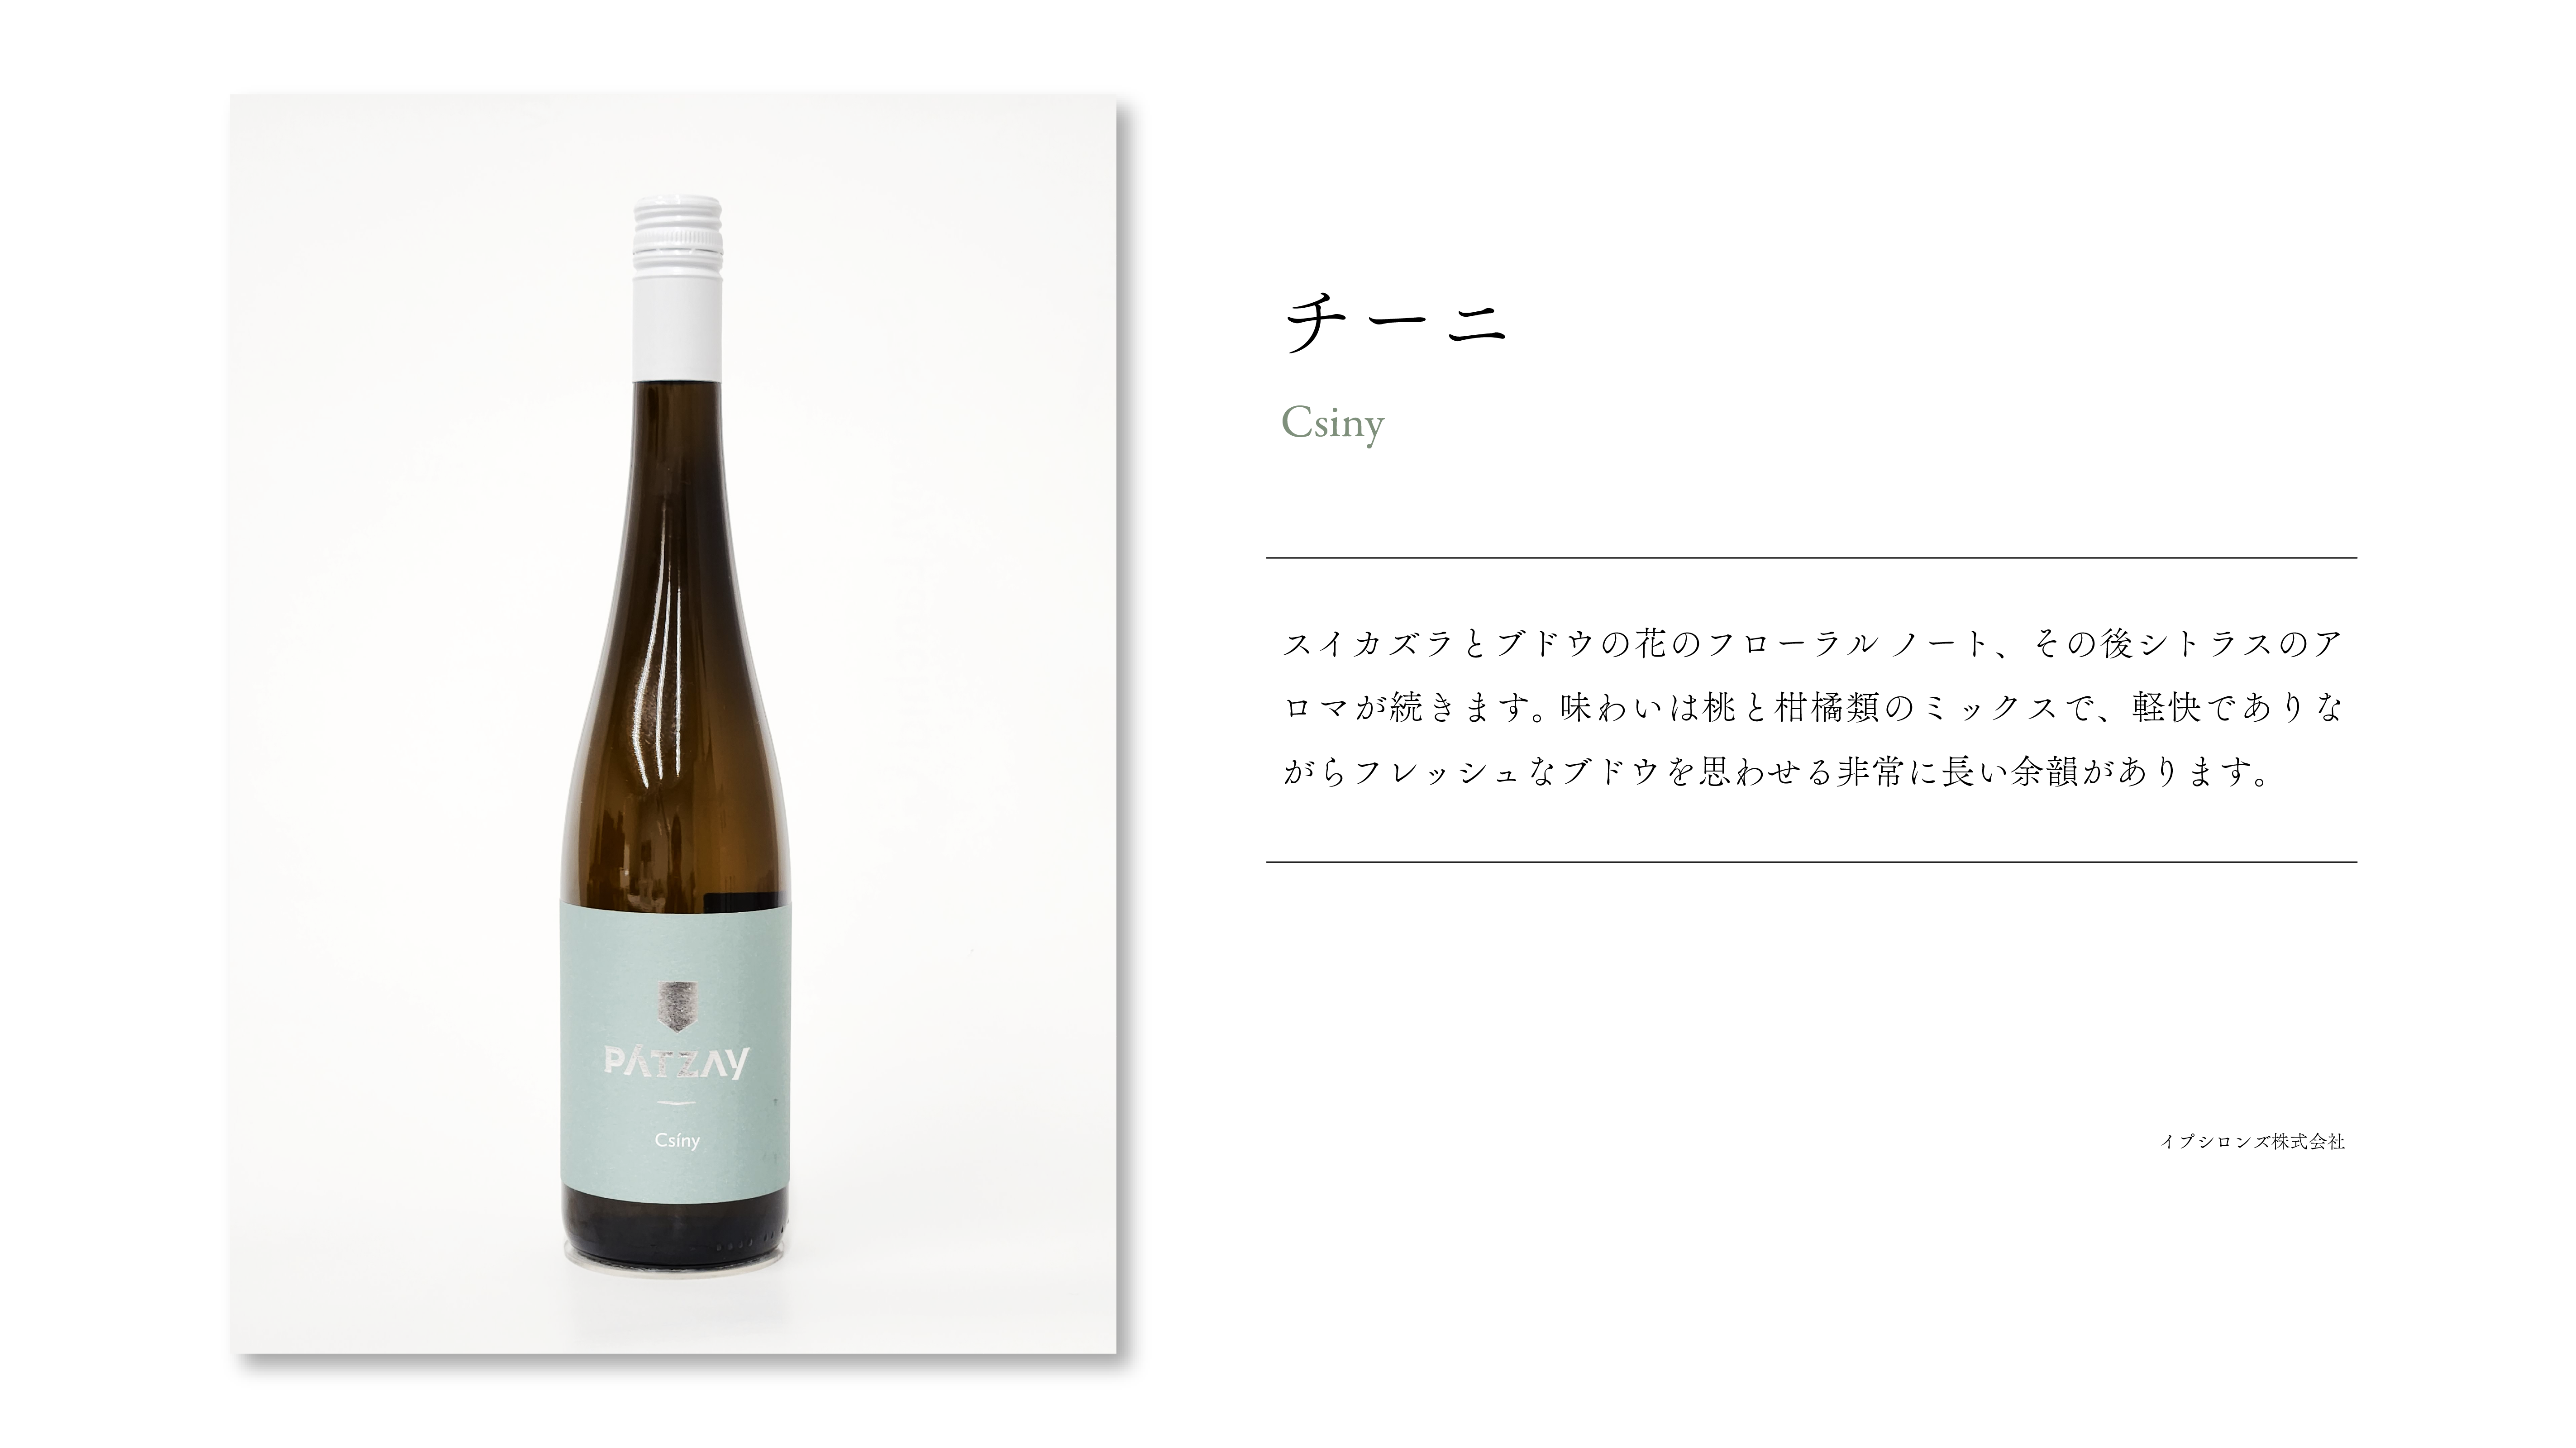 チーニ
Csiny
スイカズラとブドウの花のフローラル ノート、その後シトラスのア
ロマが続きます。味わいは桃と柑橘類のミックスで、軽快でありな
がらフレッシュなブドウを思わせる非常に長い余韻があります。
PÁTZAY
Csíny
イプシロンズ株式会社